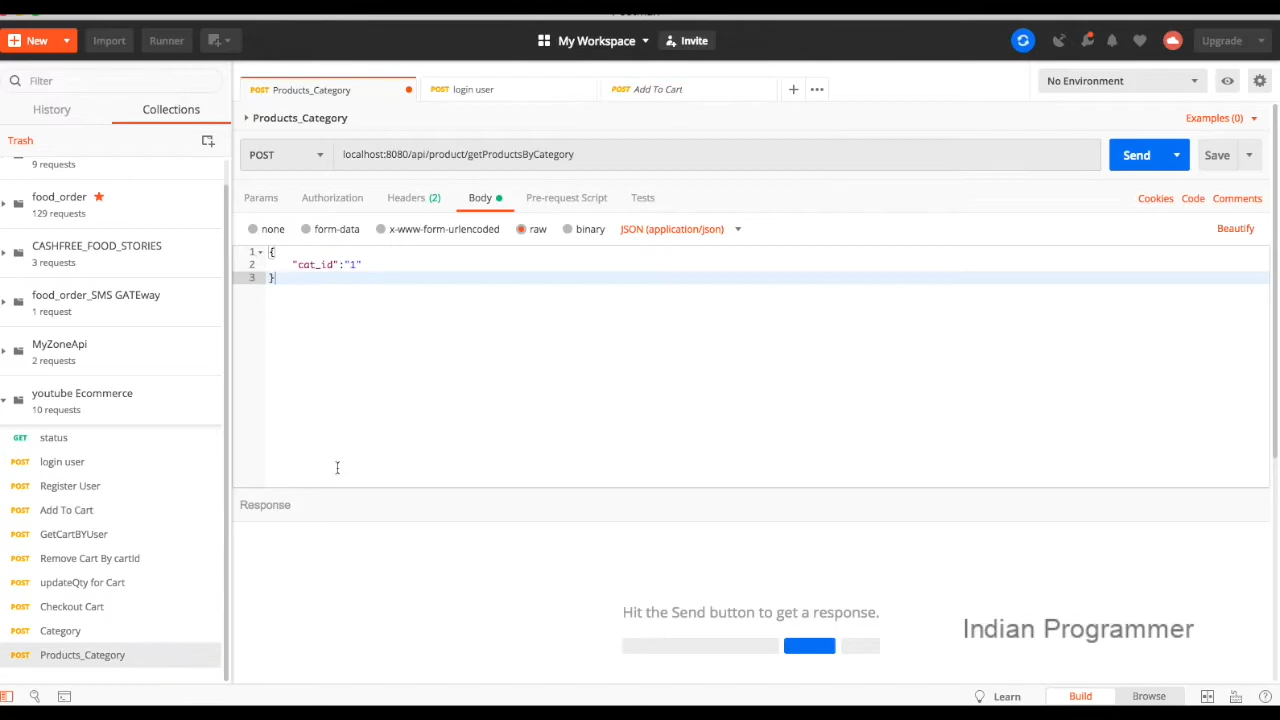 New
Import
Runner
My Workspace
Invite
Upgrade
Filter
History
Collections
Trash
9 requests
food_order
129 requests
CASHFREE_FOOD_STORIES
3 requests
food_order_SMS GATEway
1 request
MyZoneApi
2 requests
youtube Ecommerce
10 requests
GET status
POST login user
POST Register User
POST Add To Cart
POST GetCartBYUser
POST Remove Cart By cartId
POST updateQty for Cart
POST Checkout Cart
POST Category
POST Products_Category
POST Products_Category
POST login user
POST Add To Cart
No Environment
Products_Category
Examples (0)
POST
localhost:8080/api/product/getProductsByCategory
Send
Save
Params
Authorization
Headers (2)
Body
Pre-request Script
Tests
Cookies
Code
Comments
none
form-data
x-www-form-urlencoded
raw
binary
JSON (application/json)
Beautify
1 {
2 "cat_id":"1"
3 }
Response
Hit the Send button to get a response.
Indian Programmer
Learn
Build
Browse